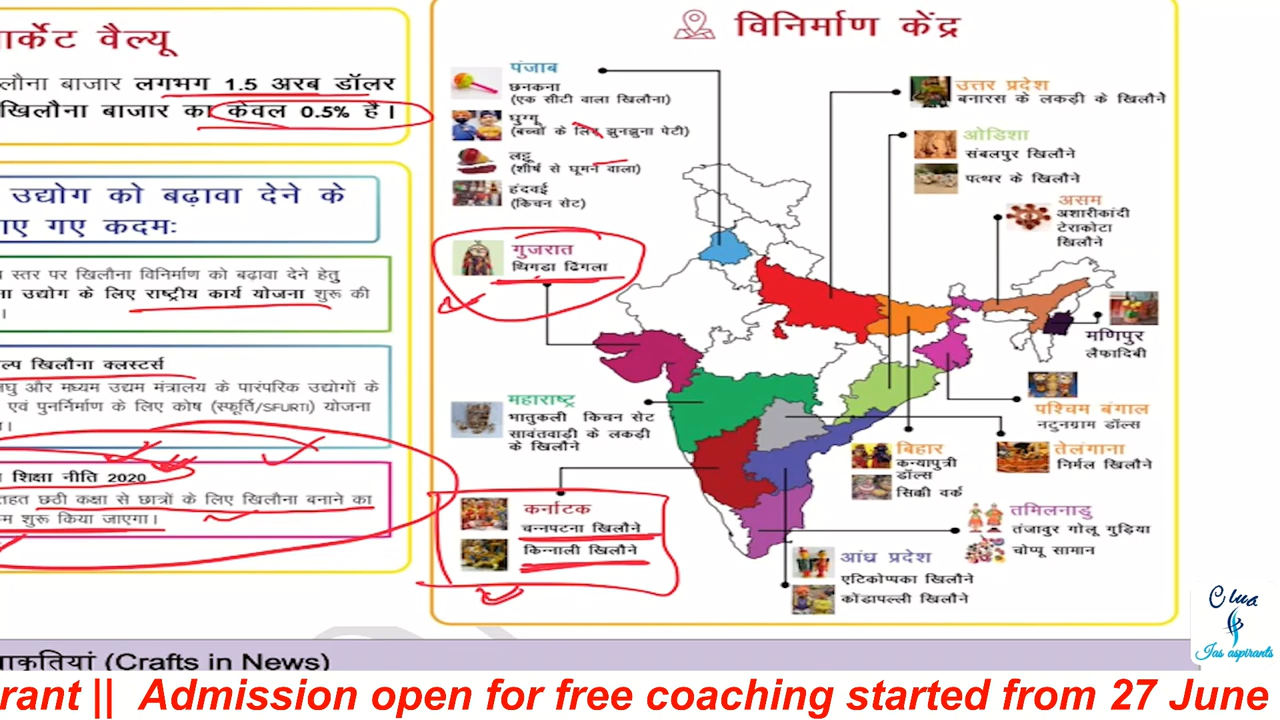 ार्केट वैल्यू
लौना बाजार लगभग 1.5 अरब डॉलर
खिलौना बाजार का केवल 0.5% है।
उद्योग को बढ़ावा देने के
ाए गए कदमः
य स्तर पर खिलौना विनिर्माण को बढ़ावा देने हेतु
ना उद्योग के लिए राष्ट्रीय कार्य योजना शुरू की
।
ल्प खिलौना क्लस्टर्स
घु और मध्यम उद्यम मंत्रालय के पारंपरिक उद्योगों के
एवं पुनर्निर्माण के लिए कोष (स्फूर्ति/SFURTI) योजना
।
शिक्षा नीति 2020
तहत छठी कक्षा से छात्रों के लिए खिलौना बनाने का
म शुरू किया जाएगा।
विनिर्माण केंद्र
पंजाब
छनकना
(एक सीटी वाला खिलौना)
घुग्गू
(बच्चों के लिए झुनझुना पेटी)
लट्टू
(शीर्ष से घूमने वाला)
हंदवई
(किचन सेट)
गुजरात
थिगडा ढिंगला
महाराष्ट्र
भातुकली किचन सेट
सावंतवाड़ी के लकड़ी
के खिलौने
कर्नाटक
चन्नपटना खिलौने
किन्नाली खिलौने
उत्तर प्रदेश
बनारस के लकड़ी के खिलौने
ओडिशा
संबलपुर खिलौने
पत्थर के खिलौने
असम
अशारीकांदी
टेराकोटा
खिलौने
मणिपुर
लैफादिबी
पश्चिम बंगाल
नटुनग्राम डॉल्स
बिहार
कन्यापुत्री
डॉल्स
सिक्की वर्क
तेलंगाना
निर्मल खिलौने
तमिलनाडु
तंजावुर गोलू गुड़िया
चोप्पू सामान
आंध्र प्रदेश
एटिकोप्पका खिलौने
कोंडापल्ली खिलौने
Ias aspirants
ाकृतियां (Crafts in News)
rant || Admission open for free coaching started from 27 June